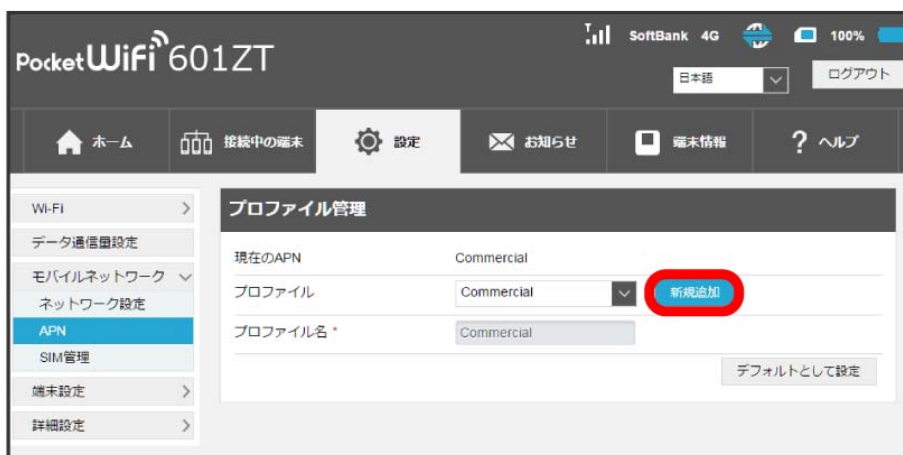 SoftBank 4G 100%
Pocket WiFi 601ZT
日本語 ログアウト
ホーム 接続中の端末 設定 お知らせ 端末情報 ? ヘルプ
Wi-Fi
データ通信量設定
モバイルネットワーク
ネットワーク設定
APN
SIM管理
端末設定
詳細設定
プロファイル管理
現在のAPN Commercial
プロファイル Commercial 新規追加
プロファイル名 * Commercial
デフォルトとして設定